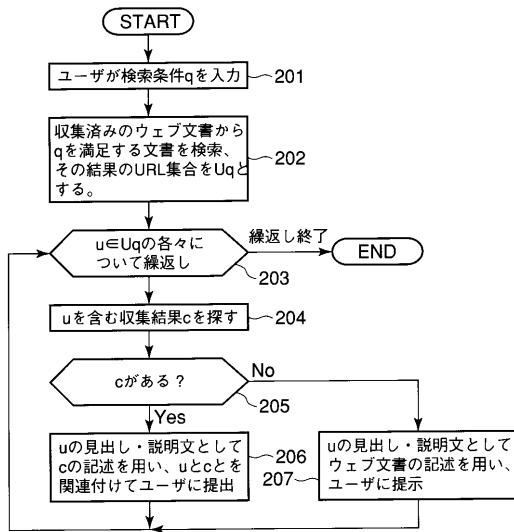 START
ユーザが検索条件qを入力
201
収集済みのウェブ文書から
qを満足する文書を検索、
その結果のURL集合をUqと
する。
202
u∈Uqの各々に
ついて繰返し
203
繰返し終了
END
uを含む収集結果cを探す
204
cがある?
205
No
Yes
uの見出し・説明文として
cの記述を用い、uとcとを
関連付けてユーザに提出
206
uの見出し・説明文として
ウェブ文書の記述を用い、
ユーザに提示
207